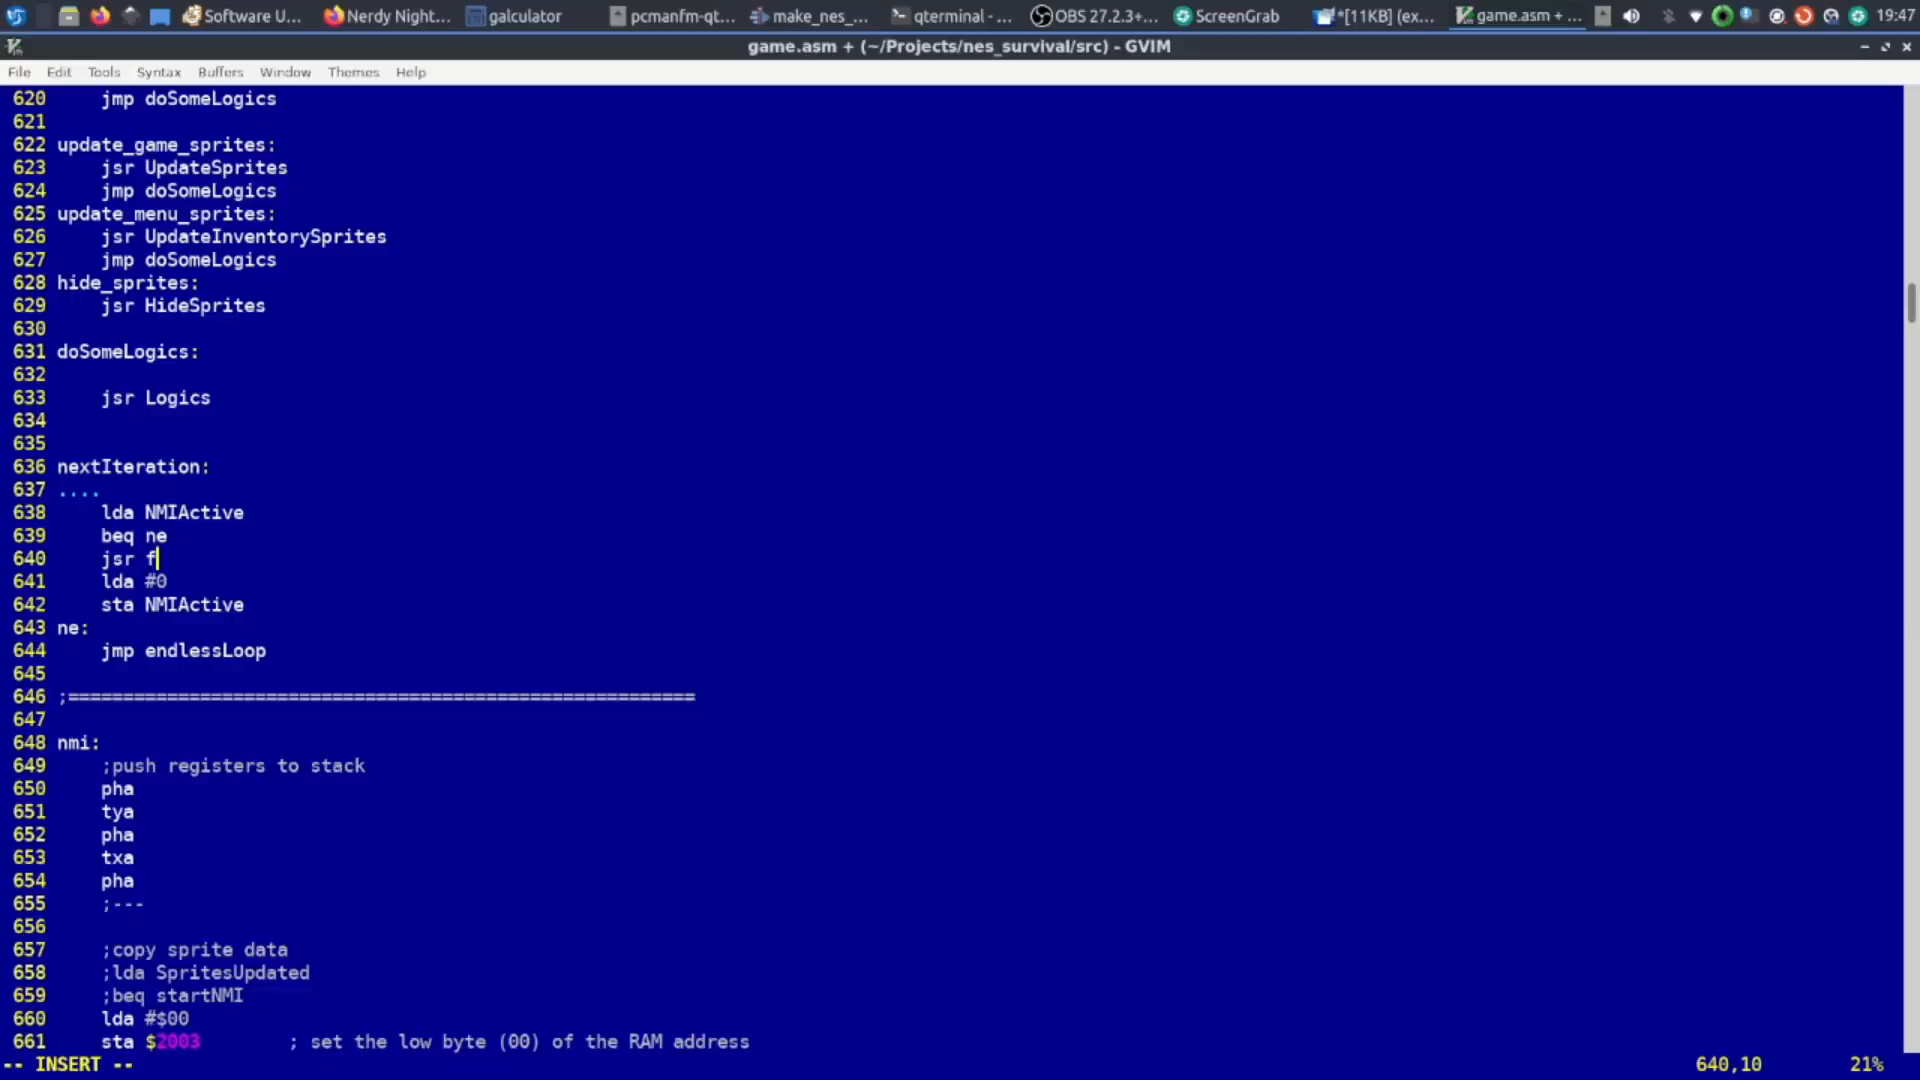 Software U... Nerdy Night... galculator pcmanfm-qt... make_nes_... qterminal - ... OBS 27.2.3+... ScreenGrab *[11KB] (ex... game.asm + ... 19:47
game.asm + (~/Projects/nes_survival/src) - GVIM
File Edit Tools Syntax Buffers Window Themes Help
620 jmp doSomeLogics
621
622 update_game_sprites:
623 jsr UpdateSprites
624 jmp doSomeLogics
625 update_menu_sprites:
626 jsr UpdateInventorySprites
627 jmp doSomeLogics
628 hide_sprites:
629 jsr HideSprites
630
631 doSomeLogics:
632
633 jsr Logics
634
635
636 nextIteration:
637 ....
638 lda NMIActive
639 beq ne
640 jsr f
641 lda #0
642 sta NMIActive
643 ne:
644 jmp endlessLoop
645
646 ;=========================================================
647
648 nmi:
649 ;push registers to stack
650 pha
651 tya
652 pha
653 txa
654 pha
655 ;---
656
657 ;copy sprite data
658 ;lda SpritesUpdated
659 ;beq startNMI
660 lda #$00
661 sta $2003 ; set the low byte (00) of the RAM address
-- INSERT -- 640,10 21%